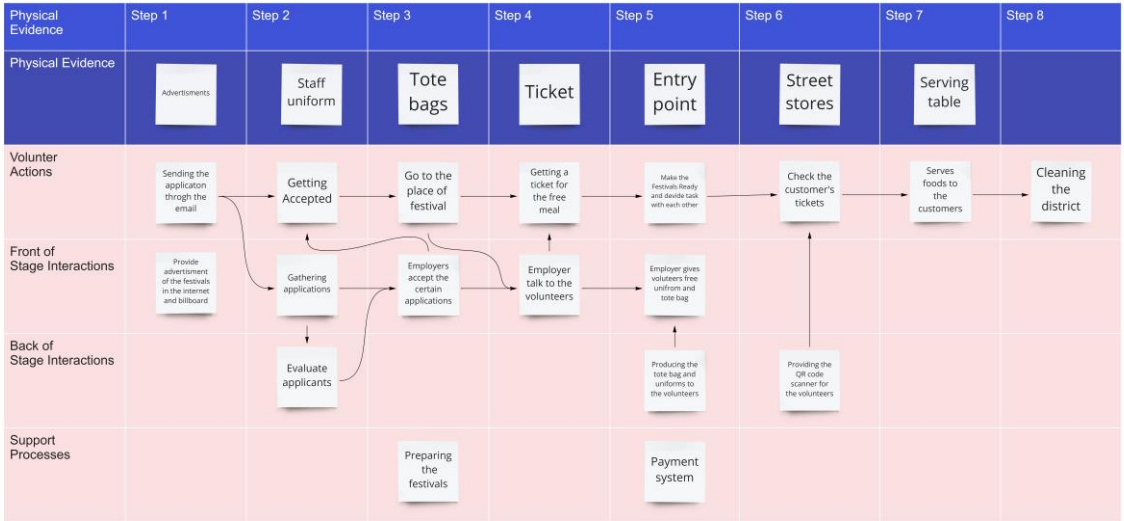 Physical
Evidence
Step 1
Step 2
Step 3
Step 4
Step 5
Step 6
Step 7
Step 8
Physical Evidence
Advertisments
Staff
uniform
Tote
bags
Ticket
Entry
point
Street
stores
Serving
table
Volunter
Actions
Sending the
applicaton
throgh the
email
Getting
Accepted
Go to the
place of
festival
Getting a
ticket for
the free
meal
Make the
Festivals Ready
and devide task
with each other
Check the
customer's
tickets
Serves
foods to
the
customers
Cleaning
the
district
Front of
Stage Interactions
Provide
advertisment
of the festivals
in the internet
and billboard
Gathering
applications
Employers
accept the
certain
applications
Employer
talk to the
volunteers
Employer gives
voluteers free
unifrom and
tote bag
Back of
Stage Interactions
Evaluate
applicants
Producing the
tote bag and
uniforms to
the volunteers
Providing the
QR code
scanner for
the volunteers
Support
Processes
Preparing
the
festivals
Payment
system